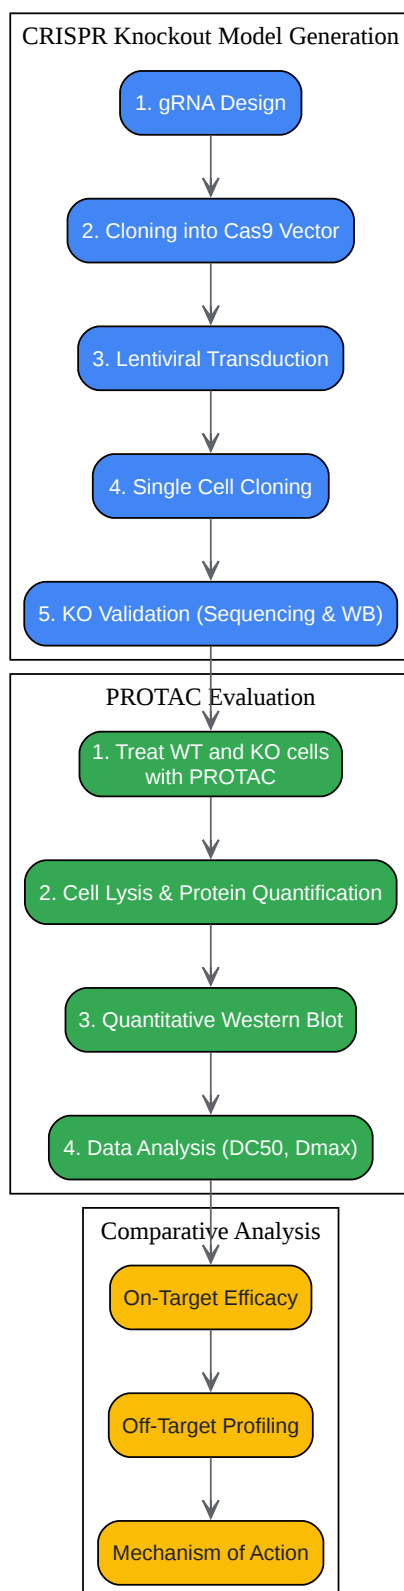 CRISPR Knockout Model Generation
1. gRNA Design
2. Cloning into Cas9 Vector
3. Lentiviral Transduction
4. Single Cell Cloning
5. KO Validation (Sequencing & WB)
PROTAC Evaluation
1. Treat WT and KO cells
with PROTAC
2. Cell Lysis & Protein Quantification
3. Quantitative Western Blot
4. Data Analysis (DC50, Dmax)
Comparative Analysis
On-Target Efficacy
Off-Target Profiling
Mechanism of Action